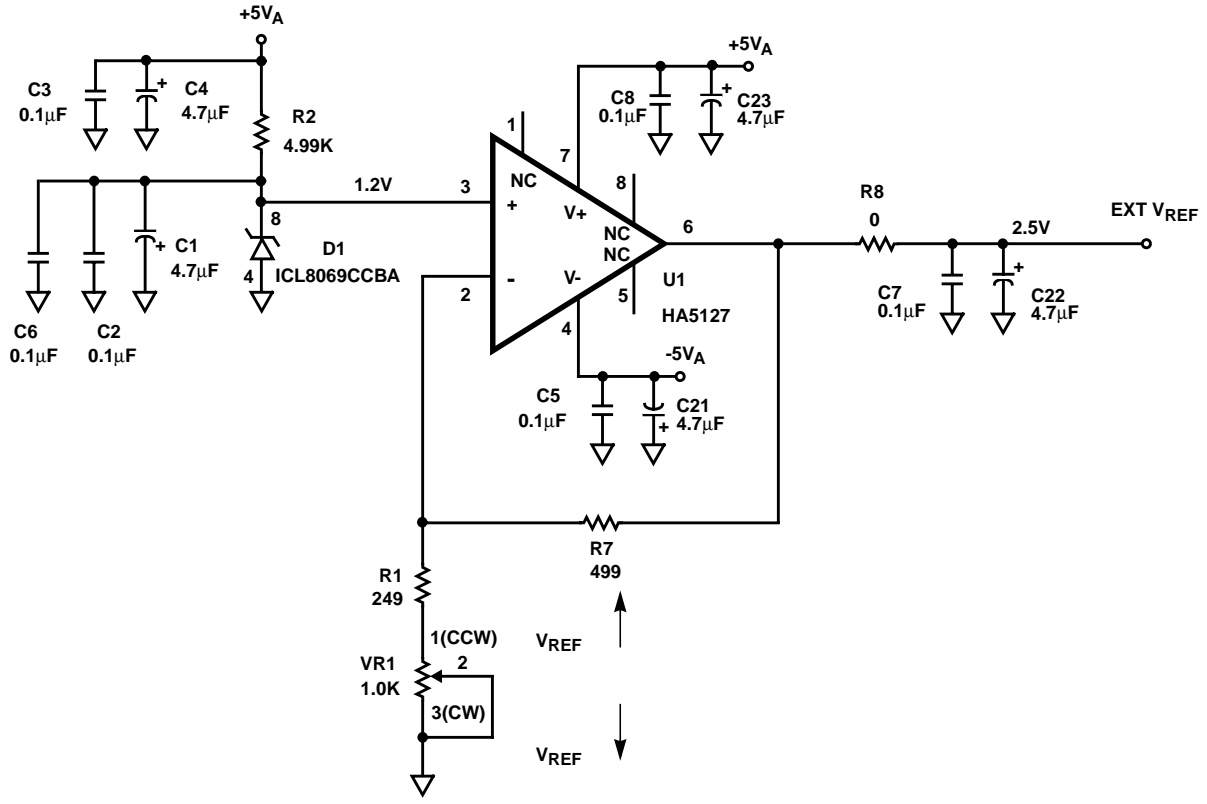 +5VA
C3
0.1µF
+
C4
4.7µF
R2
4.99K
C6
0.1µF
C2
0.1µF
+
C1
4.7µF
8
4
D1
ICL8069CCBA
1.2V
3
2
+
-
1
NC
7
V+
8
NC
NC
5
V-
4
6
U1
HA5127
+5VA
C8
0.1µF
+
C23
4.7µF
-5VA
C5
0.1µF
+
C21
4.7µF
R8
0
2.5V
EXT VREF
C7
0.1µF
+
C22
4.7µF
R7
499
R1
249
1(CCW)
2
VR1
1.0K
3(CW)
VREF
VREF